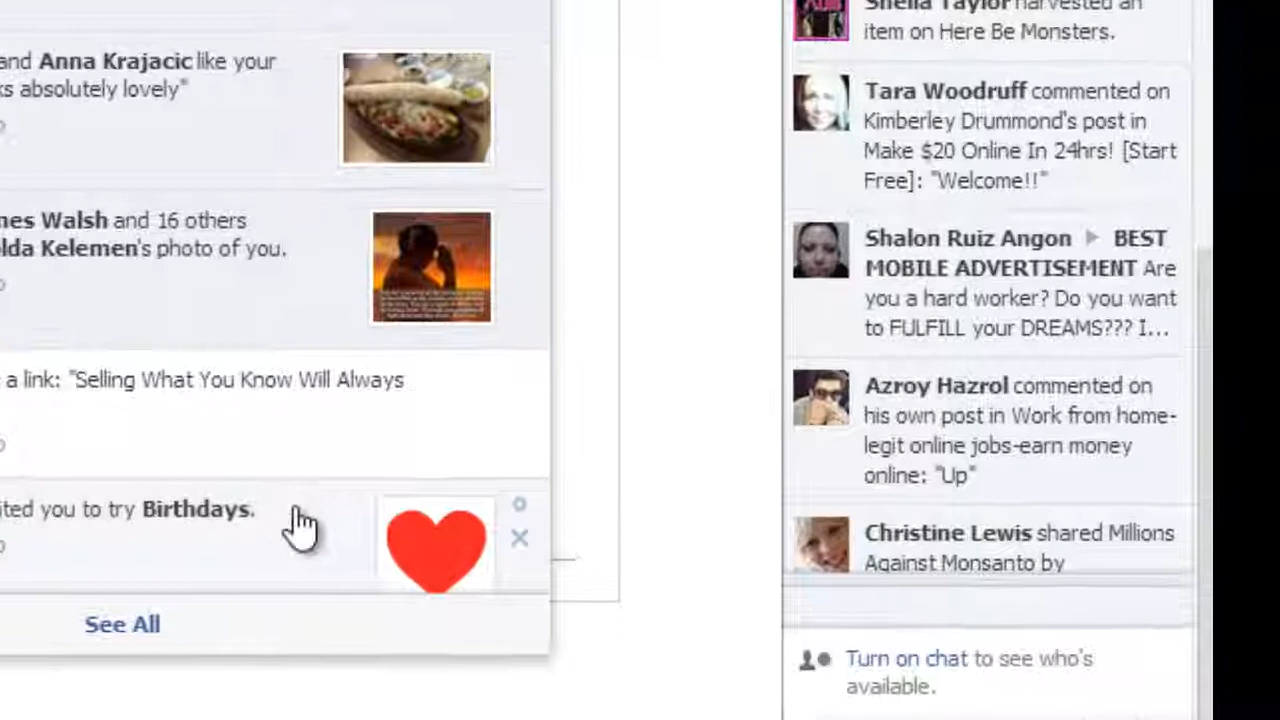 and Anna Krajacic like your
s absolutely lovely"
nes Walsh and 16 others
lda Kelemen's photo of you.
a link: "Selling What You Know Will Always
ited you to try Birthdays.
See All
Sheila Taylor harvested an
item on Here Be Monsters.
Tara Woodruff commented on
Kimberley Drummond's post in
Make $20 Online In 24hrs! [Start
Free]: "Welcome!!"
Shalon Ruiz Angon ▶ BEST
MOBILE ADVERTISEMENT Are
you a hard worker? Do you want
to FULFILL your DREAMS??? I...
Azroy Hazrol commented on
his own post in Work from home-
legit online jobs-earn money
online: "Up"
Christine Lewis shared Millions
Against Monsanto by
Turn on chat to see who's
available.